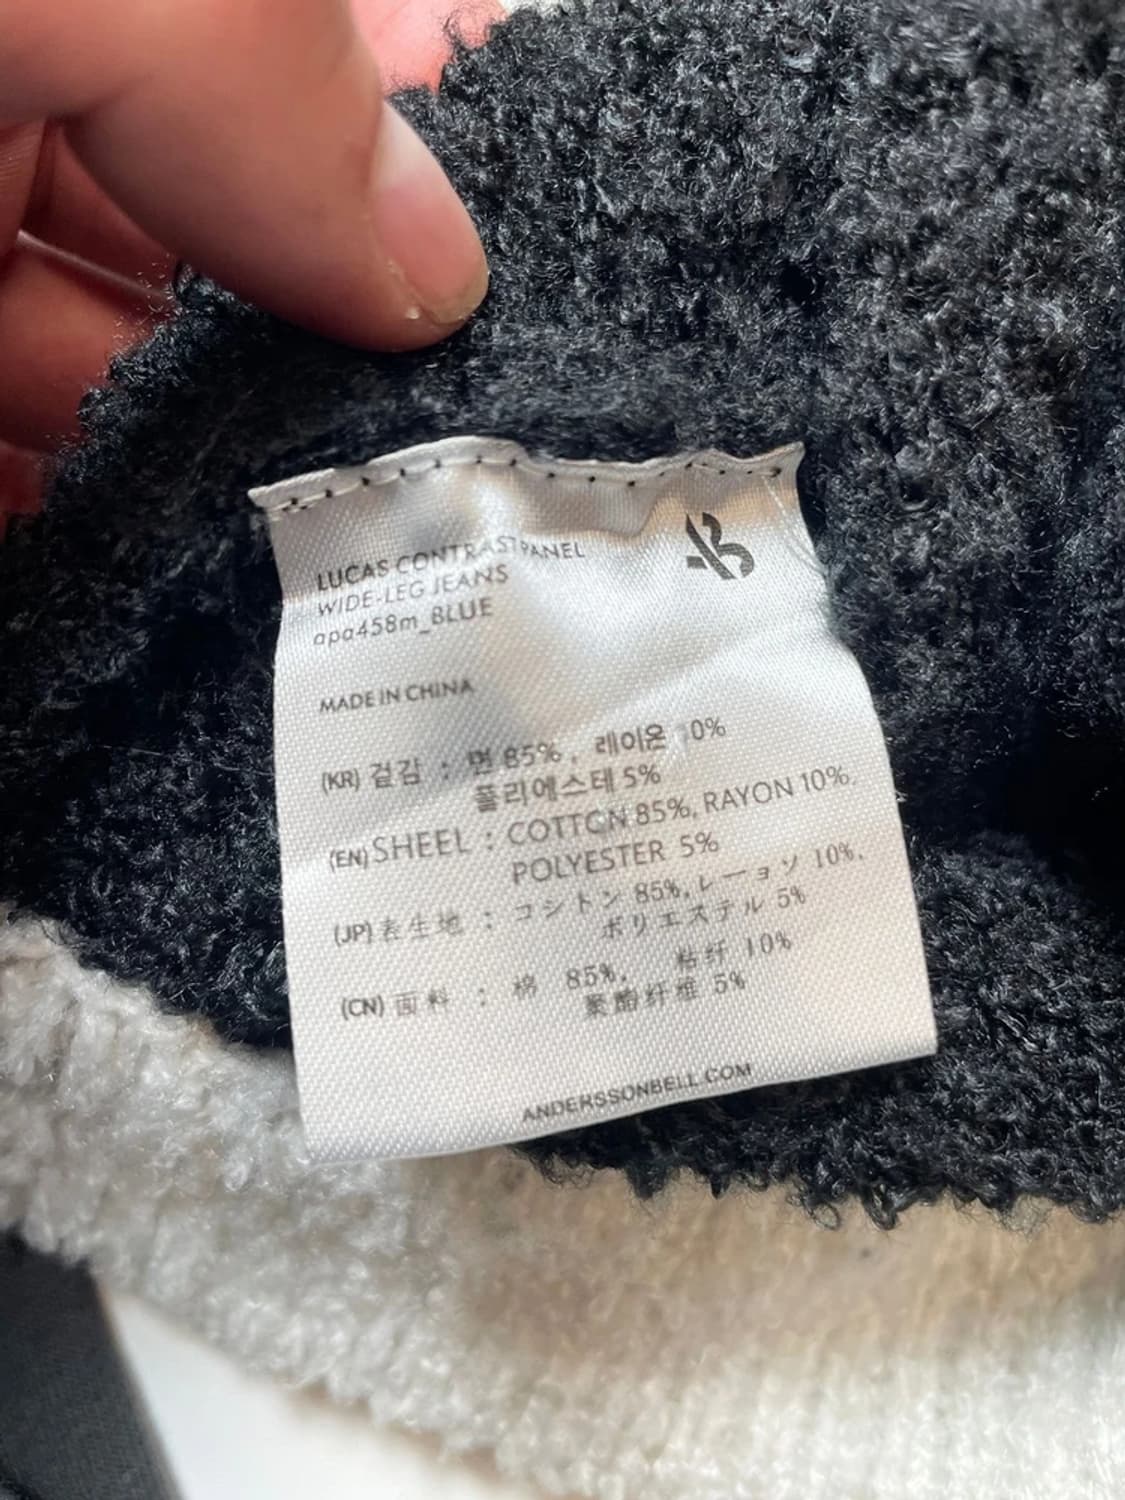 LUCAS CONTRAST PANEL
WIDE-LEG JEANS
apa458m_BLUE
MADE IN CHINA
(KR) 겉감 : 면 85%, 레이온 10%
폴리에스테 5%
(EN) SHEEL : COTTON 85%, RAYON 10%,
POLYESTER 5%
(JP) 表生地 : コシトン 85%, レーョソ 10%,
ポリエステル 5%
(CN) 面料 : 棉 85%, 粘纤 10%
聚酯纤维 5%
ANDERSSONBELL.COM